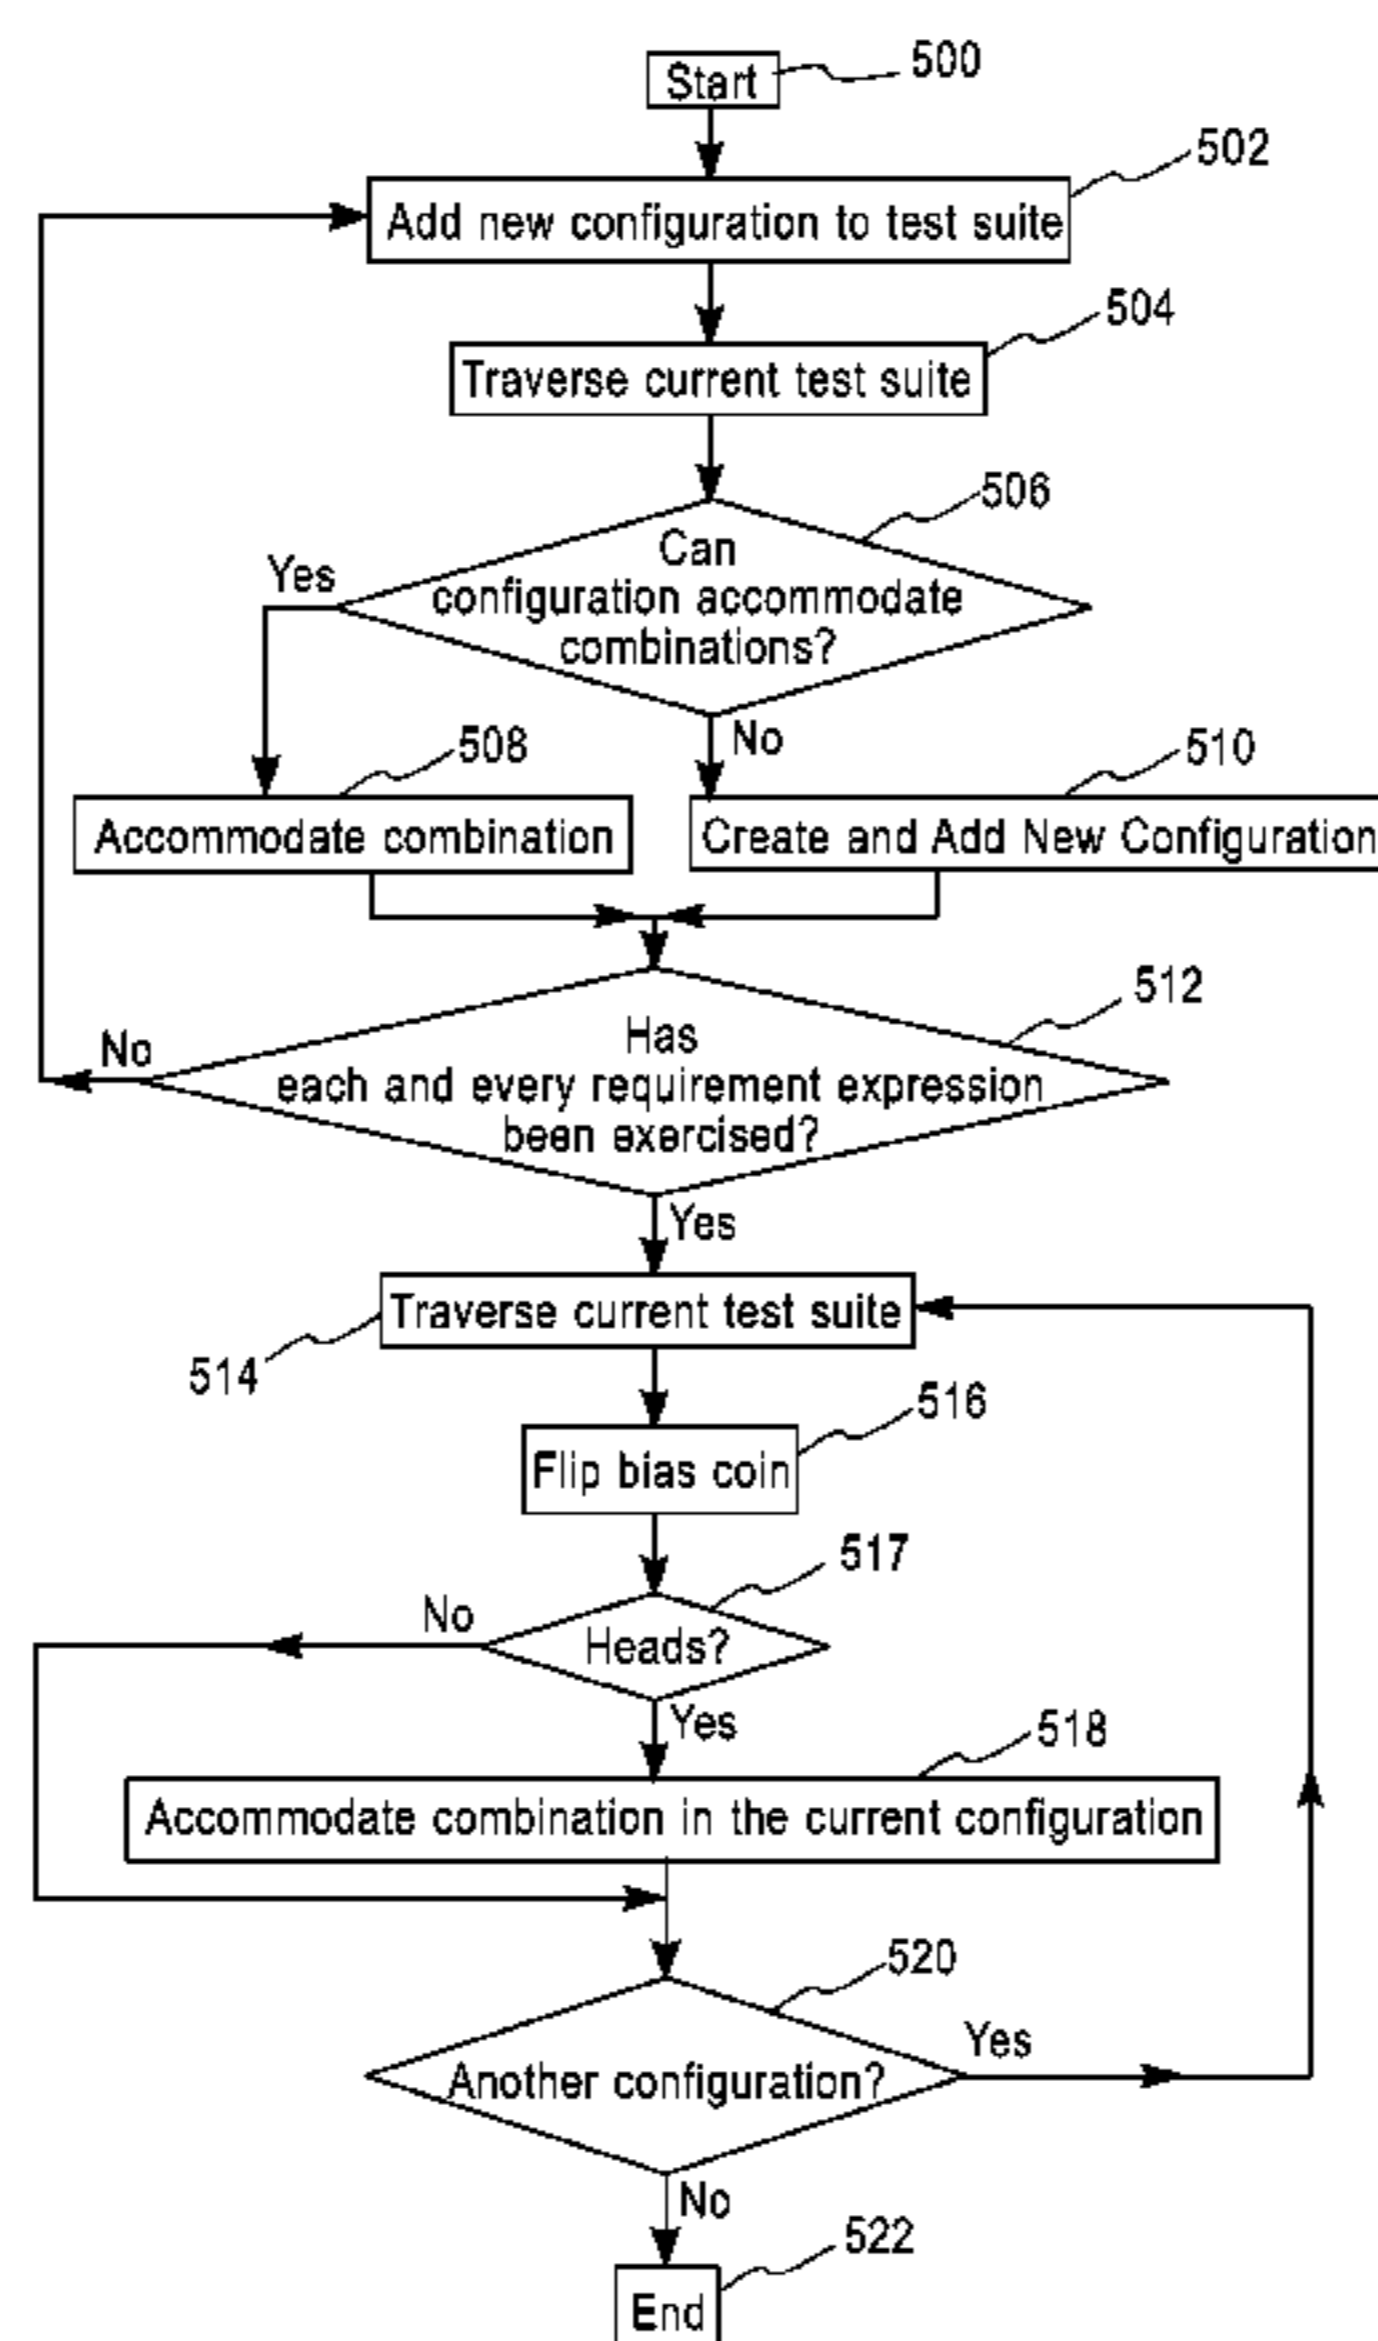 Start
500
502
Add new configuration to test suite
504
Traverse current test suite
506
Can
configuration accommodate
combinations?
Yes
No
508
510
Accommodate combination
Create and Add New Configuration
512
Has
each and every requirement expression
been exercised?
No
Yes
Traverse current test suite
514
516
Flip bias coin
517
Heads?
No
Yes
518
Accommodate combination in the current configuration
520
Another configuration?
Yes
No
522
End